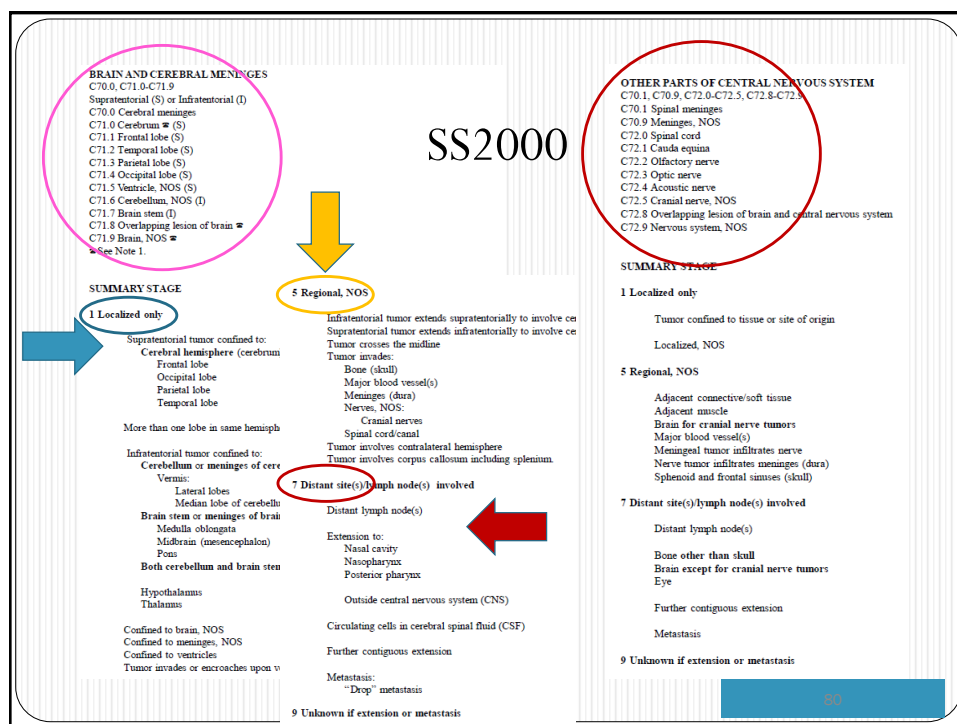 BRAIN AND CEREBRAL MENINGES
C70.0, C71.0-C71.9
Supratentorial (S) or Infratentorial (I)
C70.0 Cerebral meninges
C71.0 Cerebrum ☎ (S)
C71.1 Frontal lobe (S)
C71.2 Temporal lobe (S)
C71.3 Parietal lobe (S)
C71.4 Occipital lobe (S)
C71.5 Ventricle, NOS (S)
C71.6 Cerebellum, NOS (I)
C71.7 Brain stem (I)
C71.8 Overlapping lesion of brain ☎
C71.9 Brain, NOS ☎
☎See Note 1.
SUMMARY STAGE
1 Localized only
Supratentorial tumor confined to:
Cerebral hemisphere (cerebrum
Frontal lobe
Occipital lobe
Parietal lobe
Temporal lobe
More than one lobe in same
Infratentorial tumor confined to:
Cerebellum or meninges of
Vermis:
Lateral lobes
Median lobe of
Brain stem or meninges of
Medulla oblongata
Midbrain (mesencephalon)
Pons
Both cerebellum and brain
Hypothalamus
Thalamus
Confined to brain, NOS
Confined to meninges, NOS
Confined to ventricles
Tumor invades or encroaches upon
SS2000
5 Regional, NOS
Infratentorial tumor extends supratentorially to involve
Supratentorial tumor extends infratentorially to involve
Tumor crosses the midline
Tumor invades:
Bone (skull)
Major blood vessel(s)
Meninges (dura)
Nerves, NOS:
Cranial nerves
Spinal cord/canal
Tumor involves contralateral hemisphere
Tumor involves corpus callosum including splenium.
7 Distant site(s)/lymph node(s) involved
Distant lymph node(s)
Extension to:
Nasal cavity
Nasopharynx
Posterior pharynx
Outside central nervous system (CNS)
Circulating cells in cerebral spinal fluid (CSF)
Further contiguous extension
Metastasis:
"Drop" metastasis
9 Unknown if extension or metastasis
OTHER PARTS OF CENTRAL NERVOUS SYSTEM
C70.1, C70.9, C72.0-C72.5, C72.8-C72.9
C70.1 Spinal meninges
C70.9 Meninges, NOS
C72.0 Spinal cord
C72.1 Cauda equina
C72.2 Olfactory nerve
C72.3 Optic nerve
C72.4 Acoustic nerve
C72.5 Cranial nerve, NOS
C72.8 Overlapping lesion of brain and central nervous system
C72.9 Nervous system, NOS
SUMMARY STAGE
1 Localized only
Tumor confined to tissue or site of origin
Localized, NOS
5 Regional, NOS
Adjacent connective/soft tissue
Adjacent muscle
Brain for cranial nerve tumors
Major blood vessel(s)
Meningeal tumor infiltrates nerve
Nerve tumor infiltrates meninges (dura)
Sphenoid and frontal sinuses (skull)
7 Distant site(s)/lymph node(s) involved
Distant lymph node(s)
Bone other than skull
Brain except for cranial nerve tumors
Eye
Further contiguous extension
Metastasis
9 Unknown if extension or metastasis
80